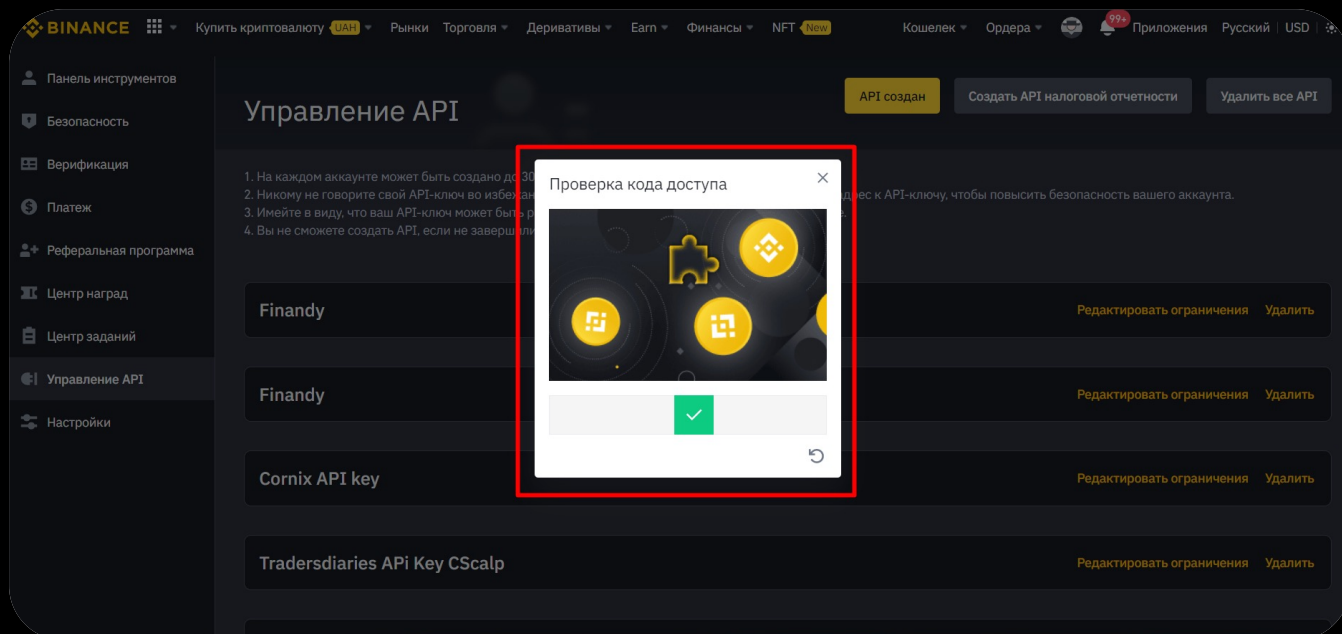 BINANCE
Купить криптовалюту UAH
Рынки
Торговля
Деривативы
Earn
Финансы
NFT New
Кошелек
Ордера
99+
Приложения
Русский
USD
Панель инструментов
Безопасность
Верификация
Платеж
Реферальная программа
Центр наград
Центр заданий
Управление API
Настройки
Управление API
API создан
Создать API налоговой отчетности
Удалить все API
1. На каждом аккаунте может быть создано до 30
2. Никому не говорите свой API-ключ во
к API-ключу, чтобы повысить безопасность вашего аккаунта.
3. Имейте в виду, что ваш API-ключ может быть
4. Вы не сможете создать API, если не
Проверка кода доступа
Finandy
Редактировать ограничения
Удалить
Finandy
Редактировать ограничения
Удалить
Cornix API key
Редактировать ограничения
Удалить
Tradersdiaries APi Key CScalp
Редактировать ограничения
Удалить